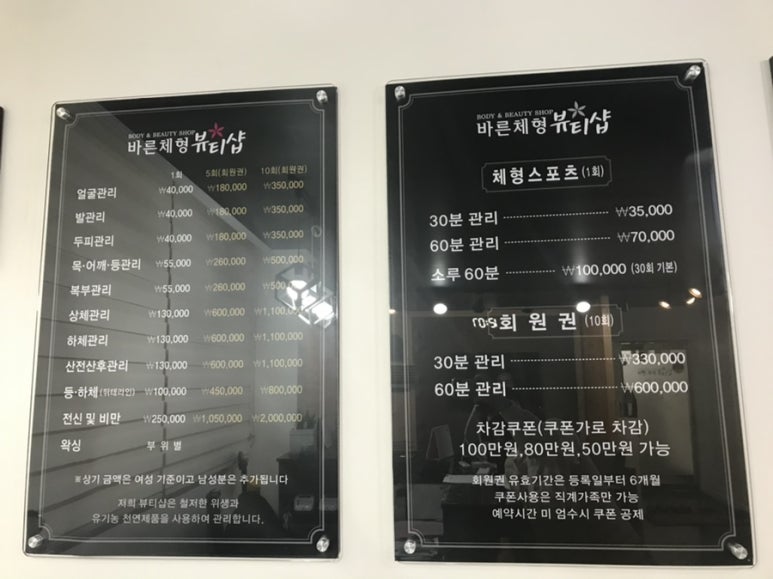 BODY & BEAUTY SHOP
바른체형 뷰티샵
1회 5회(회원권) 10회(회원권)
얼굴관리 ₩40,000 ₩180,000 ₩350,000
발관리 ₩40,000 ₩180,000 ₩350,000
두피관리 ₩40,000 ₩180,000 ₩350,000
목·어깨·등관리 ₩55,000 ₩260,000 ₩500,000
복부관리 ₩55,000 ₩260,000 ₩500,000
상체관리 ₩130,000 ₩600,000 ₩1,100,000
하체관리 ₩130,000 ₩600,000 ₩1,100,000
산전산후관리 ₩130,000 ₩600,000 ₩1,100,000
등·하체(뒤태라인) ₩100,000 ₩450,000 ₩800,000
전신 및 비만 ₩250,000 ₩1,050,000 ₩2,000,000
왁싱 부위별
※상기 금액은 여성 기준이고 남성분은 추가됩니다
저희 뷰티샵은 철저한 위생과
유기농 천연제품을 사용하여 관리합니다.
BODY & BEAUTY SHOP
바른체형 뷰티샵
체형스포츠(1회)
30분 관리 ₩35,000
60분 관리 ₩70,000
소루 60분 ₩100,000 (30회 기본)
회원권 (10회)
30분 관리 ₩330,000
60분 관리 ₩600,000
차감쿠폰(쿠폰가로 차감)
100만원,80만원,50만원 가능
회원권 유효기간은 등록일부터 6개월
쿠폰사용은 직계가족만 가능
예약시간 미 엄수시 쿠폰 공제